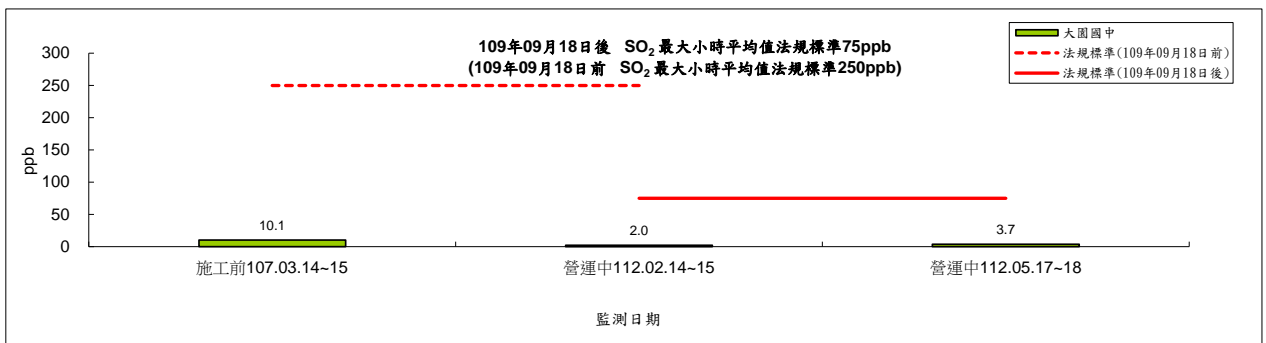 109年09月18日後 SO₂最大小時平均值法規標準75ppb
(109年09月18日前 SO₂最大小時平均值法規標準250ppb)
大園國中
法規標準(109年09月18日前)
法規標準(109年09月18日後)
300
250
200
150
100
50
0
ppb
10.1
2.0
3.7
施工前107.03.14~15
營運中112.02.14~15
營運中112.05.17~18
監測日期